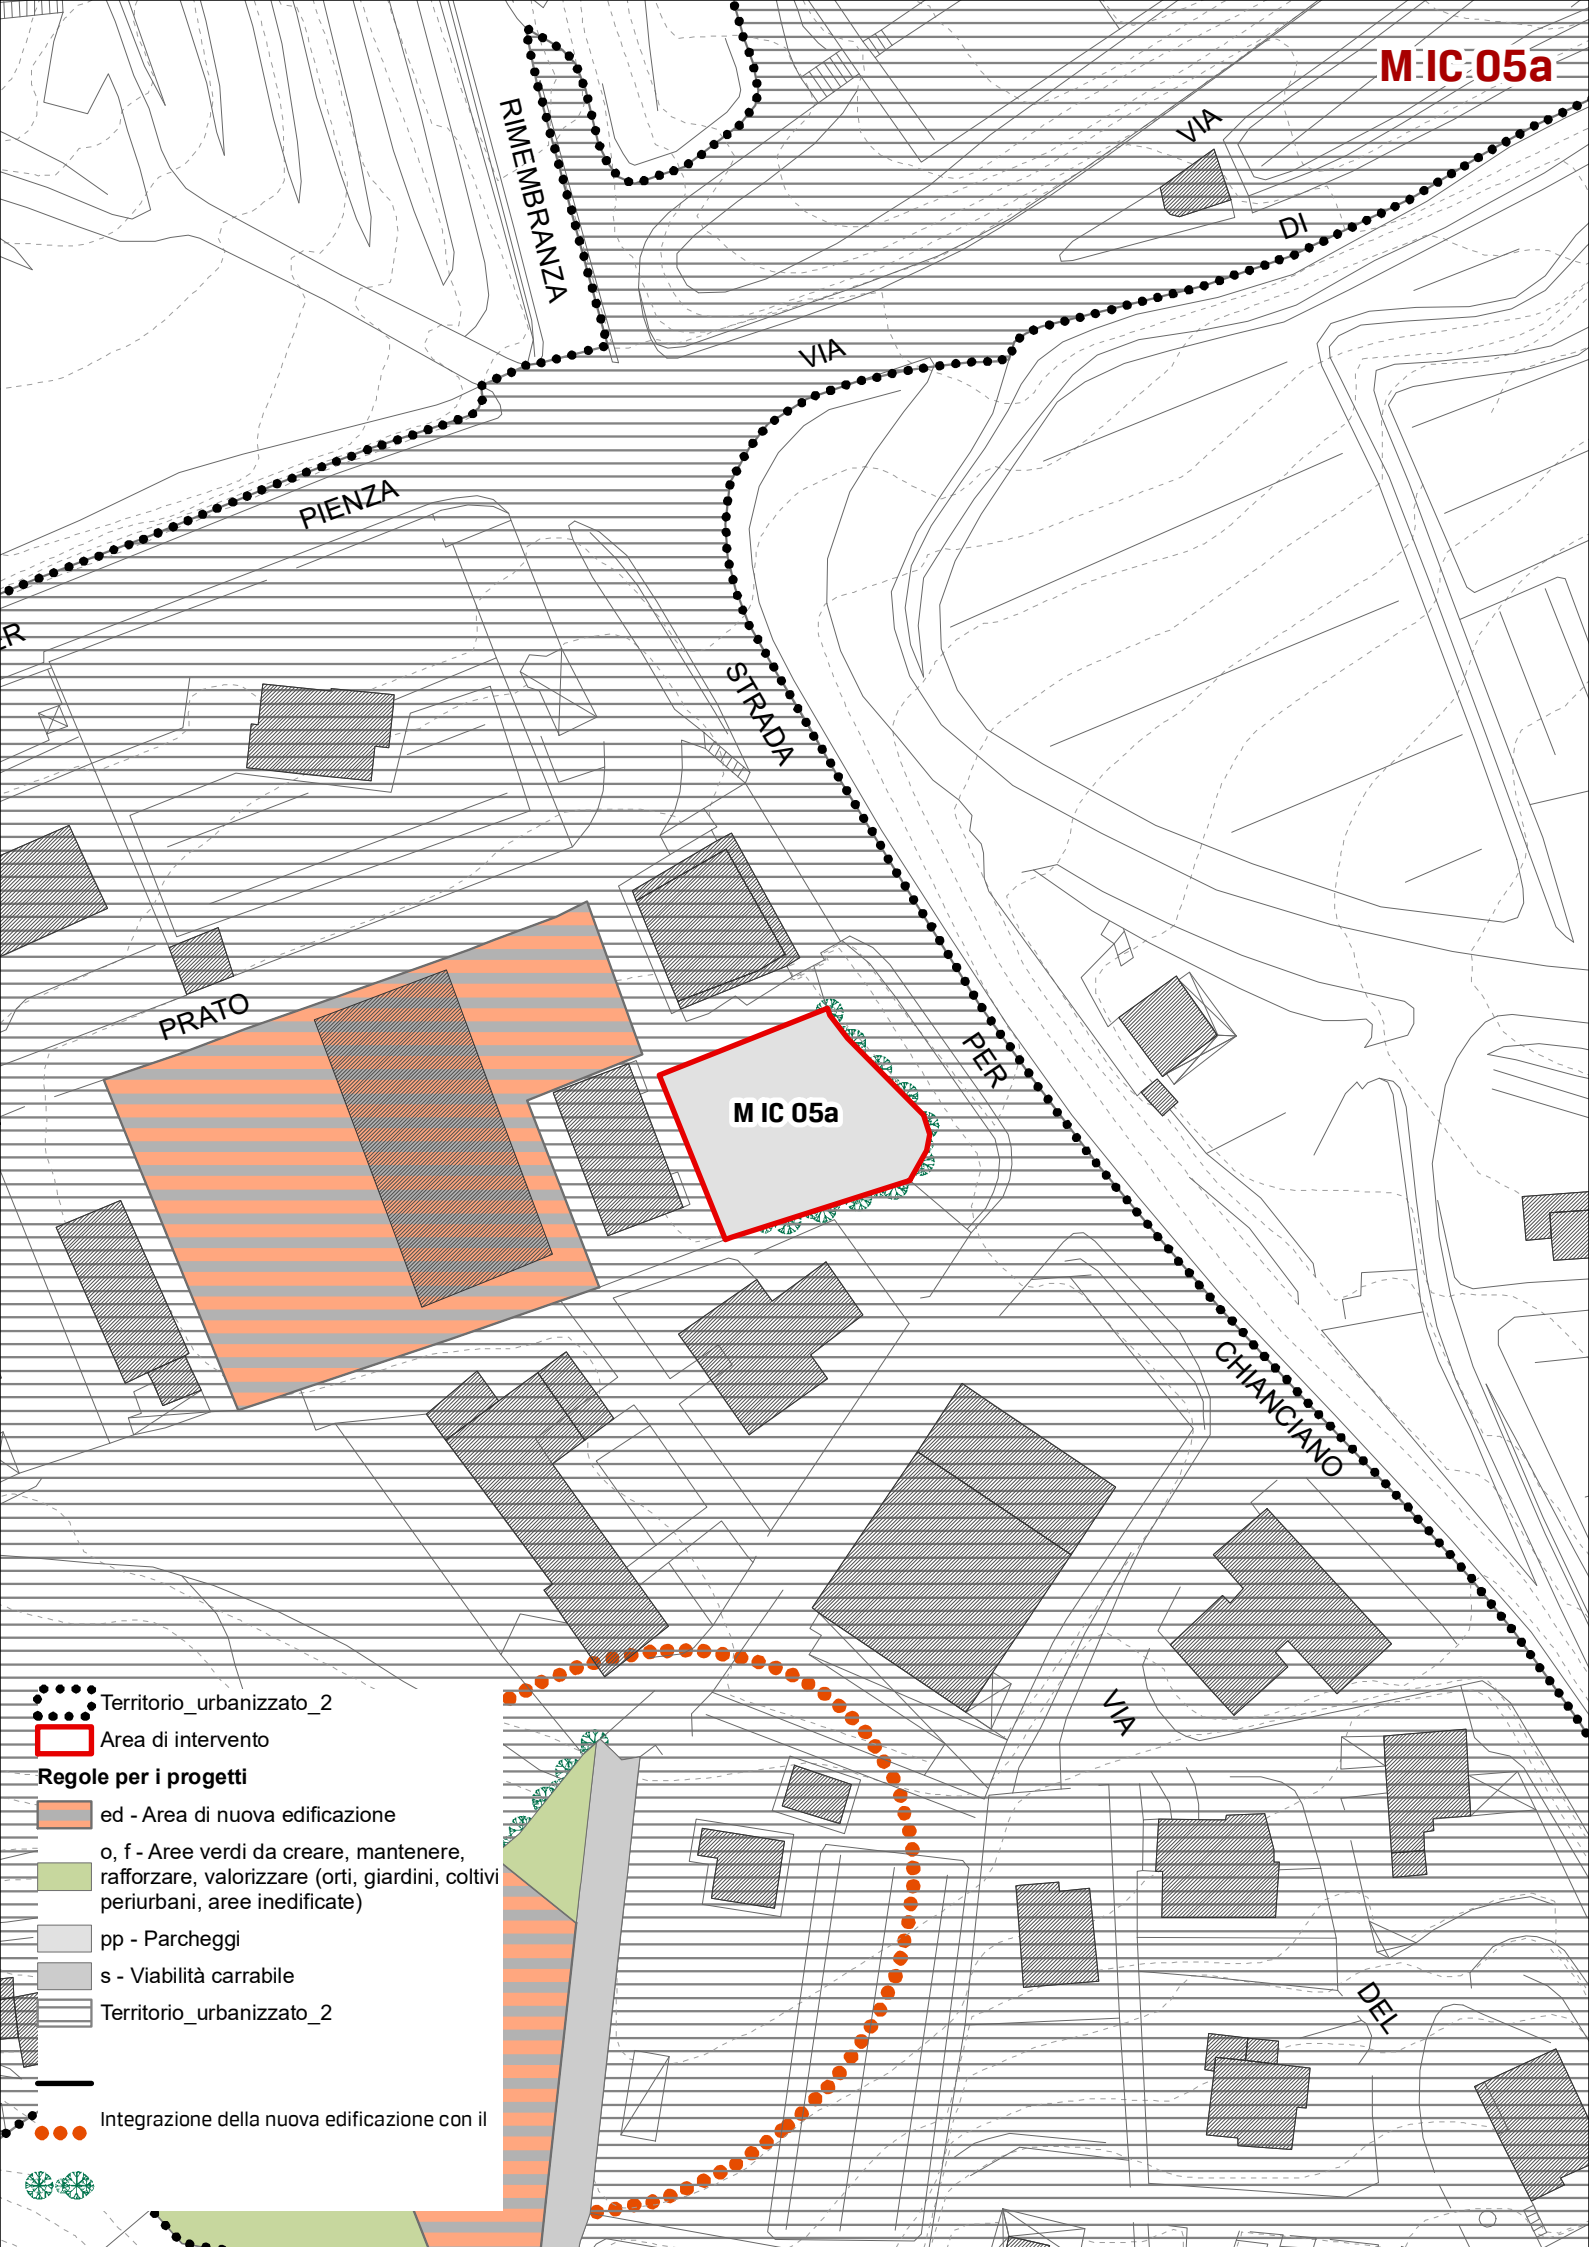 M IC 05a
RIMEMBRANZA
VIA
DI
VIA
PIENZA
ER
STRADA
PRATO
PER
M IC 05a
CHIANCIANO
VIA
DEL
Territorio_urbanizzato_2
Area di intervento
Regole per i progetti
ed - Area di nuova edificazione
o, f - Aree verdi da creare, mantenere,
rafforzare, valorizzare (orti, giardini, coltivi
periurbani, aree inedificate)
pp - Parcheggi
s - Viabilità carrabile
Territorio_urbanizzato_2
Integrazione della nuova edificazione con il